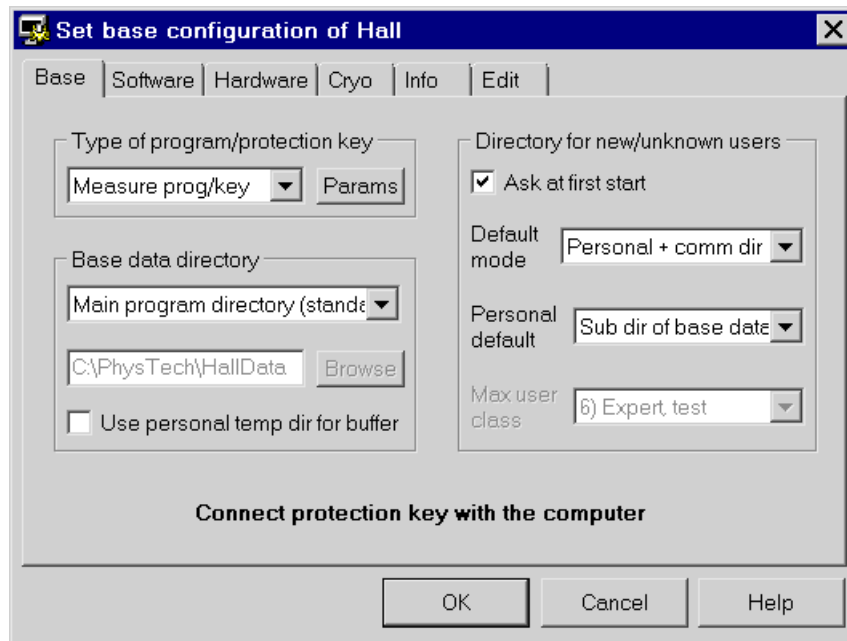 Set base configuration of Hall
Base Software Hardware Cryo Info Edit
Type of program/protection key
Measure prog/key Params
Base data directory
Main program directory (standa
C:\PhysTech\HallData Browse
Use personal temp dir for buffer
Directory for new/unknown users
Ask at first start
Default
mode
Personal + comm dir
Personal
default
Sub dir of base data
Max user
class
6) Expert, test
Connect protection key with the computer
OK Cancel Help